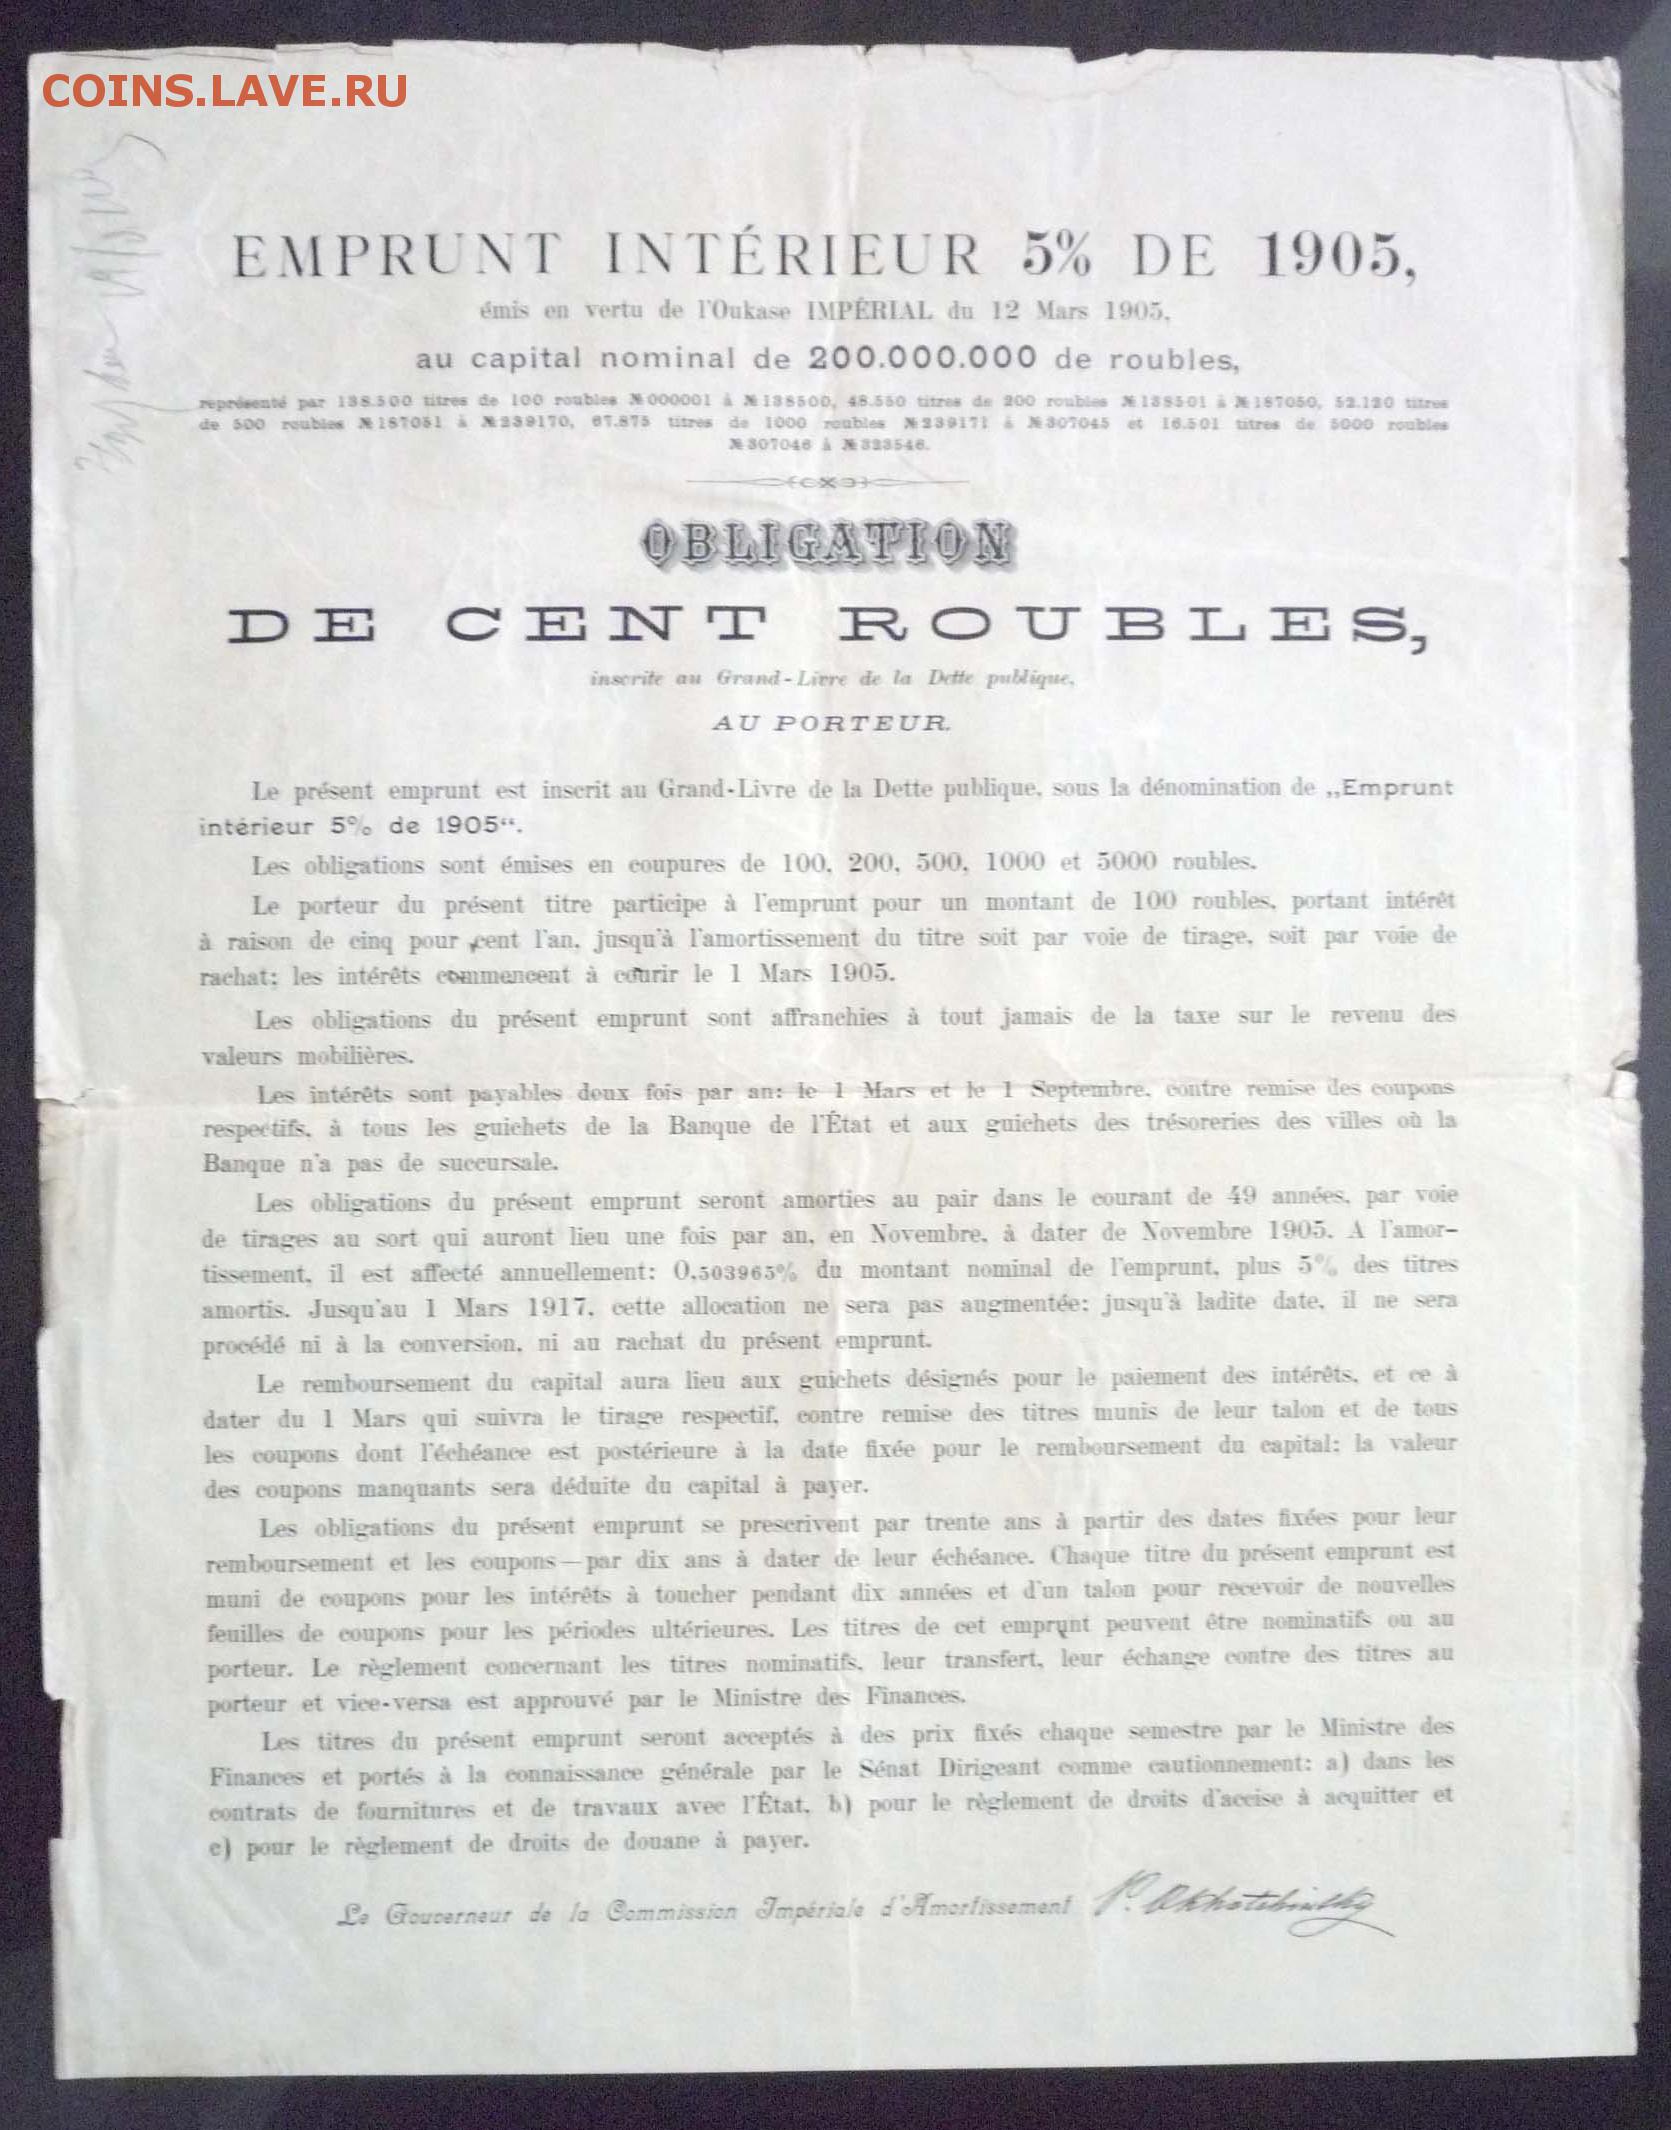 COINS.LAVE.RU
EMPRUNT INTÉRIEUR 5% DE 1905,
émis en vertu de l'Oukase IMPÉRIAL du 12 Mars 1905,
au capital nominal de 200.000.000 de roubles,
représenté par 138.500 titres de 100 roubles №000001 à №138500, 48.550 titres de 200 roubles №138501 à №187050, 52.120 titres
de 500 roubles №187051 à №239170, 67.875 titres de 1000 roubles №239171 à №307045 et 16.501 titres de 5000 roubles
№307046 à №323546.
OBLIGATION
DE CENT ROUBLES,
inscrite au Grand-Livre de la Dette publique,
AU PORTEUR.
Le présent emprunt est inscrit au Grand-Livre de la Dette publique, sous la dénomination de „Emprunt
intérieur 5% de 1905“.
Les obligations sont émises en coupures de 100, 200, 500, 1000 et 5000 roubles.
Le porteur du présent titre participe à l'emprunt pour un montant de 100 roubles, portant intérêt
à raison de cinq pour cent l'an, jusqu'à l'amortissement du titre soit par voie de tirage, soit par voie de
rachat; les intérêts commencent à courir le 1 Mars 1905.
Les obligations du présent emprunt sont affranchies à tout jamais de la taxe sur le revenu des
valeurs mobilières.
Les intérêts sont payables deux fois par an: le 1 Mars et le 1 Septembre, contre remise des coupons
respectifs, à tous les guichets de la Banque de l'État et aux guichets des trésoreries des villes où la
Banque n'a pas de succursale.
Les obligations du présent emprunt seront amorties au pair dans le courant de 49 années, par voie
de tirages au sort qui auront lieu une fois par an, en Novembre, à dater de Novembre 1905. A l'amor-
tissement, il est affecté annuellement: 0,503965% du montant nominal de l'emprunt, plus 5% des titres
amortis. Jusqu'au 1 Mars 1917, cette allocation ne sera pas augmentée; jusqu'à ladite date, il ne sera
procédé ni à la conversion, ni au rachat du présent emprunt.
Le remboursement du capital aura lieu aux guichets désignés pour le paiement des intérêts, et ce à
dater du 1 Mars qui suivra le tirage respectif, contre remise des titres munis de leur talon et de tous
les coupons dont l'échéance est postérieure à la date fixée pour le remboursement du capital; la valeur
des coupons manquants sera déduite du capital à payer.
Les obligations du présent emprunt se prescrivent par trente ans à partir des dates fixées pour leur
remboursement et les coupons—par dix ans à dater de leur échéance. Chaque titre du présent emprunt est
muni de coupons pour les intérêts à toucher pendant dix années et d'un talon pour recevoir de nouvelles
feuilles de coupons pour les périodes ultérieures. Les titres de cet emprunt peuvent être nominatifs ou au
porteur. Le règlement concernant les titres nominatifs, leur transfert, leur échange contre des titres au
porteur et vice-versa est approuvé par le Ministre des Finances.
Les titres du présent emprunt seront acceptés à des prix fixés chaque semestre par le Ministre des
Finances et portés à la connaissance générale par le Sénat Dirigeant comme cautionnement: a) dans les
contrats de fournitures et de travaux avec l'État, b) pour le règlement de droits d'accise à acquitter et
c) pour le règlement de droits de douane à payer.
Le Gouverneur de la Commission Impériale d'Amortissement